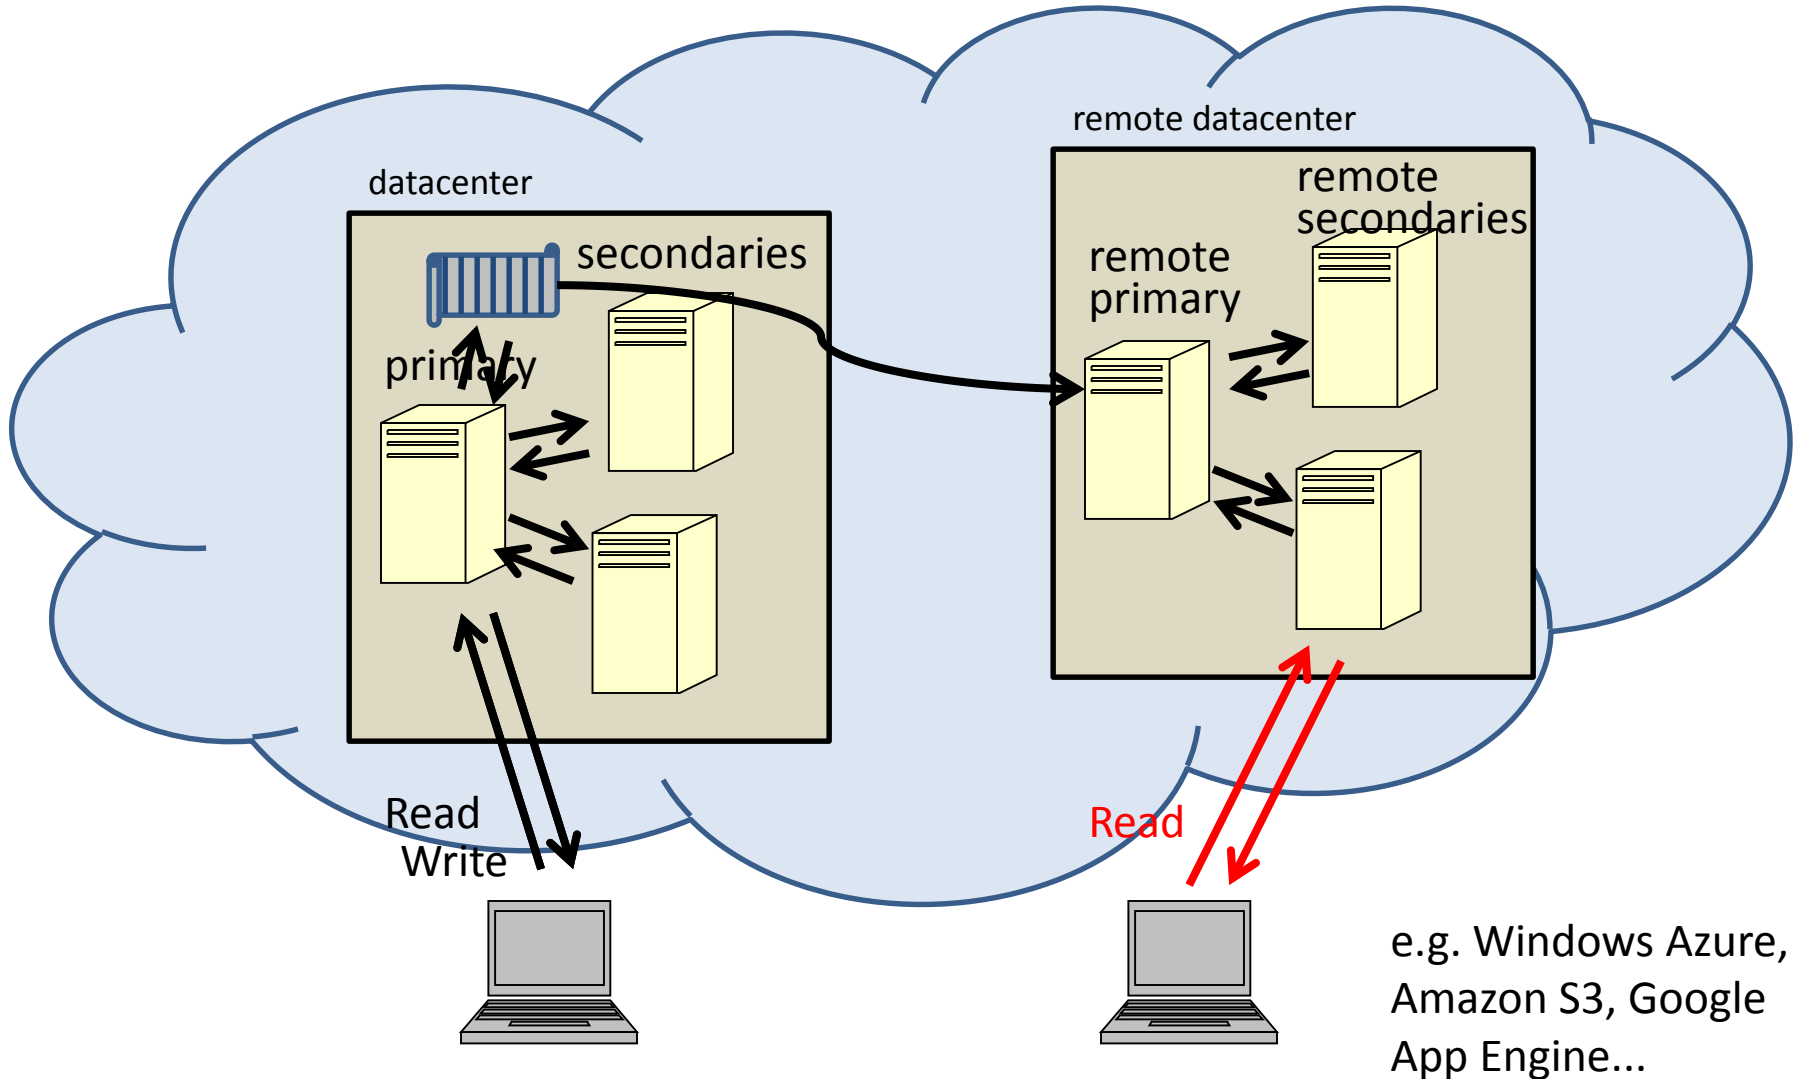 remote datacenter
datacenter
remote
secondaries
secondaries
remote
primary
primary
Read
Write
Read
e.g. Windows Azure,
Amazon S3, Google
App Engine...